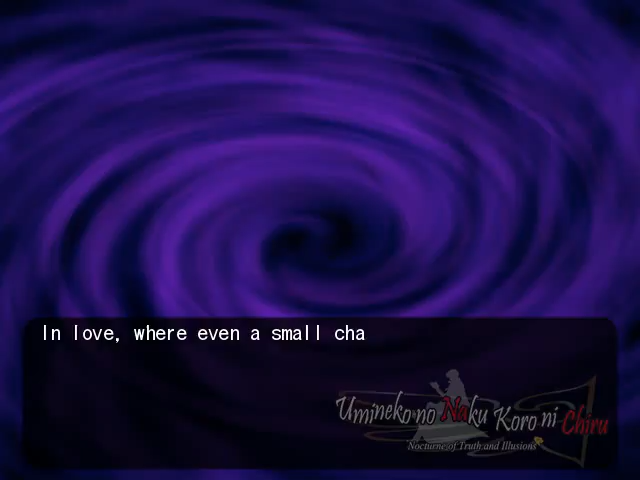 In love, where even a small cha
Umineko no Naku Koro ni Chiru
Nocturne of Truth and Illusions